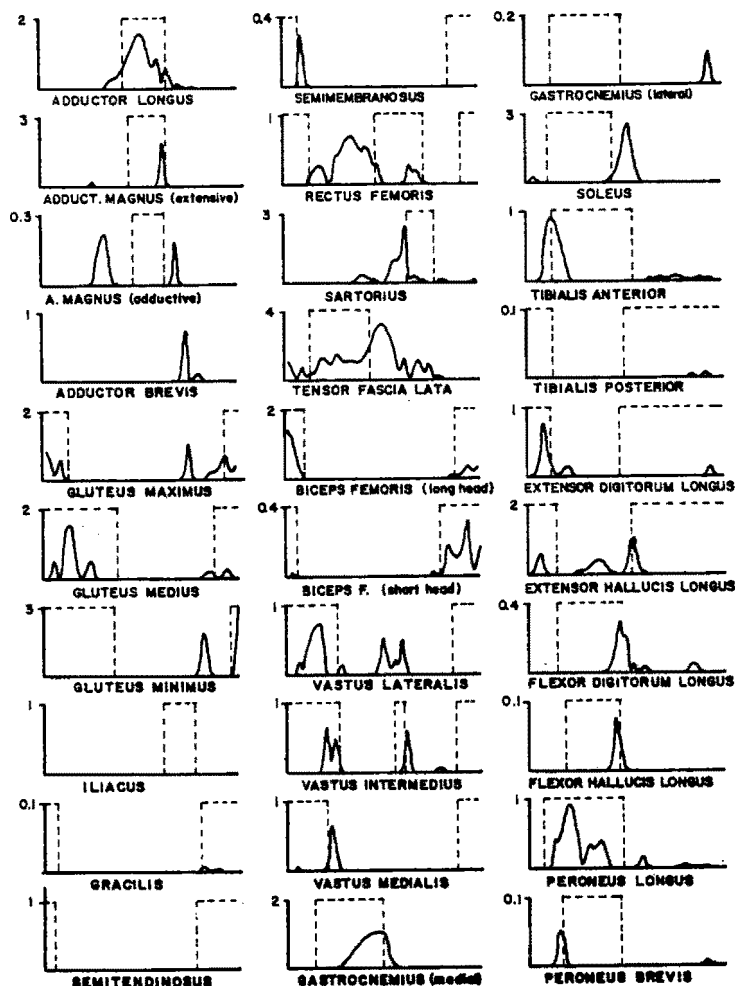 2
ADDUCTOR LONGUS
3
ADDUCT. MAGNUS (extensive)
0.3
A. MAGNUS (adductive)
1
ADDUCTOR BREVIS
2
GLUTEUS MAXIMUS
2
GLUTEUS MEDIUS
3
GLUTEUS MINIMUS
1
ILIACUS
0.1
GRACILIS
1
SEMITENDINOSUS
0.4
SEMIMEMBRANOSUS
1
RECTUS FEMORIS
3
SARTORIUS
4
TENSOR FASCIA LATA
2
BICEPS FEMORIS (long head)
0.4
BICEPS F. (short head)
1
VASTUS LATERALIS
1
VASTUS INTERMEDIUS
1
VASTUS MEDIALIS
2
GASTROCNEMIUS (medial)
0.2
GASTROCNEMIUS (lateral)
3
SOLEUS
1
TIBIALIS ANTERIOR
0.1
TIBIALIS POSTERIOR
1
EXTENSOR DIGITORUM LONGUS
2
EXTENSOR HALLUCIS LONGUS
0.4
FLEXOR DIGITORUM LONGUS
0.1
FLEXOR HALLUCIS LONGUS
1
PERONEUS LONGUS
0.1
PERONEUS BREVIS